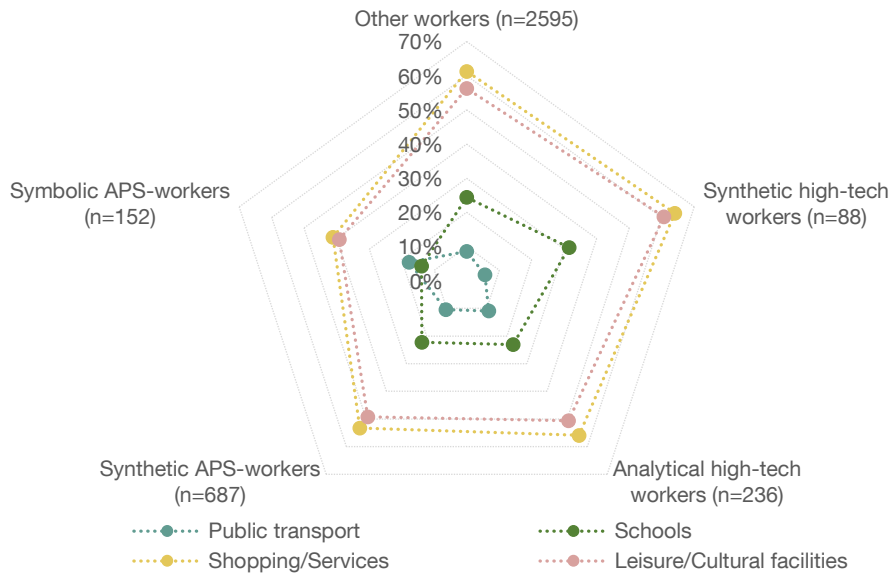 Other workers (n=2595)
70%
60%
50%
40%
30%
20%
10%
0%
Symbolic APS-workers
(n=152)
Synthetic high-tech
workers (n=88)
Synthetic APS-workers
(n=687)
Analytical high-tech
workers (n=236)
Public transport
Schools
Shopping/Services
Leisure/Cultural facilities